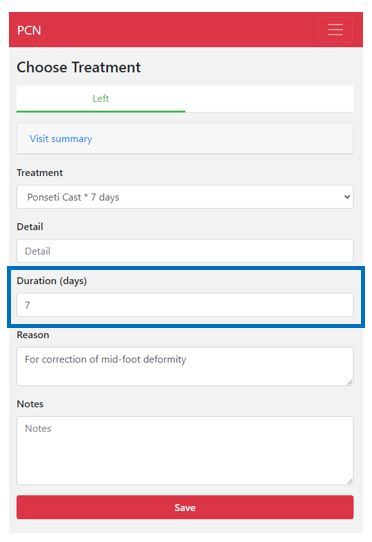 PCN
Choose Treatment
Left
Visit summary
Treatment
Ponseti Cast * 7 days
Detail
Detail
Duration (days)
7
Reason
For correction of mid-foot deformity
Notes
Notes
Save